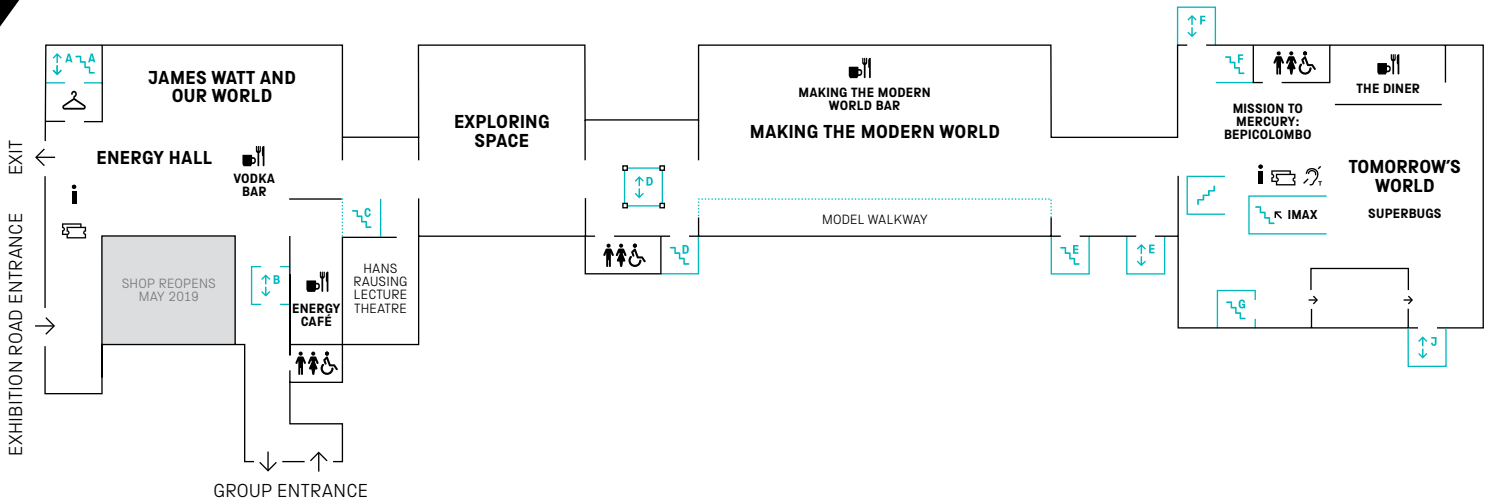 A
A
JAMES WATT AND
OUR WORLD
EXIT
ENERGY HALL
VODKA
BAR
EXHIBITION ROAD ENTRANCE
SHOP REOPENS
MAY 2019
B
ENERGY
CAFÉ
C
HANS
RAUSING
LECTURE
THEATRE
GROUP ENTRANCE
EXPLORING
SPACE
D
D
MAKING THE MODERN
WORLD BAR
MAKING THE MODERN WORLD
MODEL WALKWAY
E
E
F
F
THE DINER
MISSION TO
MERCURY:
BEPICOLOMBO
i
i
T
TOMORROW'S
WORLD
IMAX
SUPERBUGS
G
J